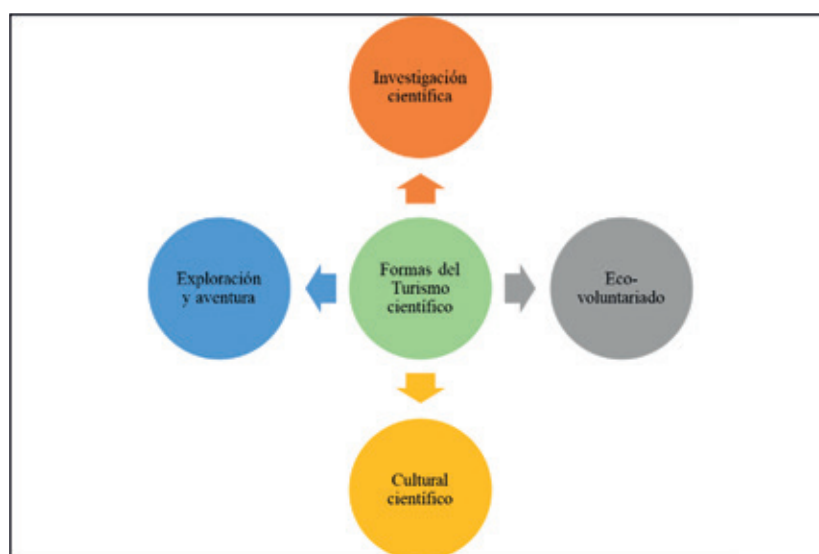 Investigación
científica
Exploración
y aventura
Formas del
Turismo
científico
Eco-
voluntariado
Cultural
científico